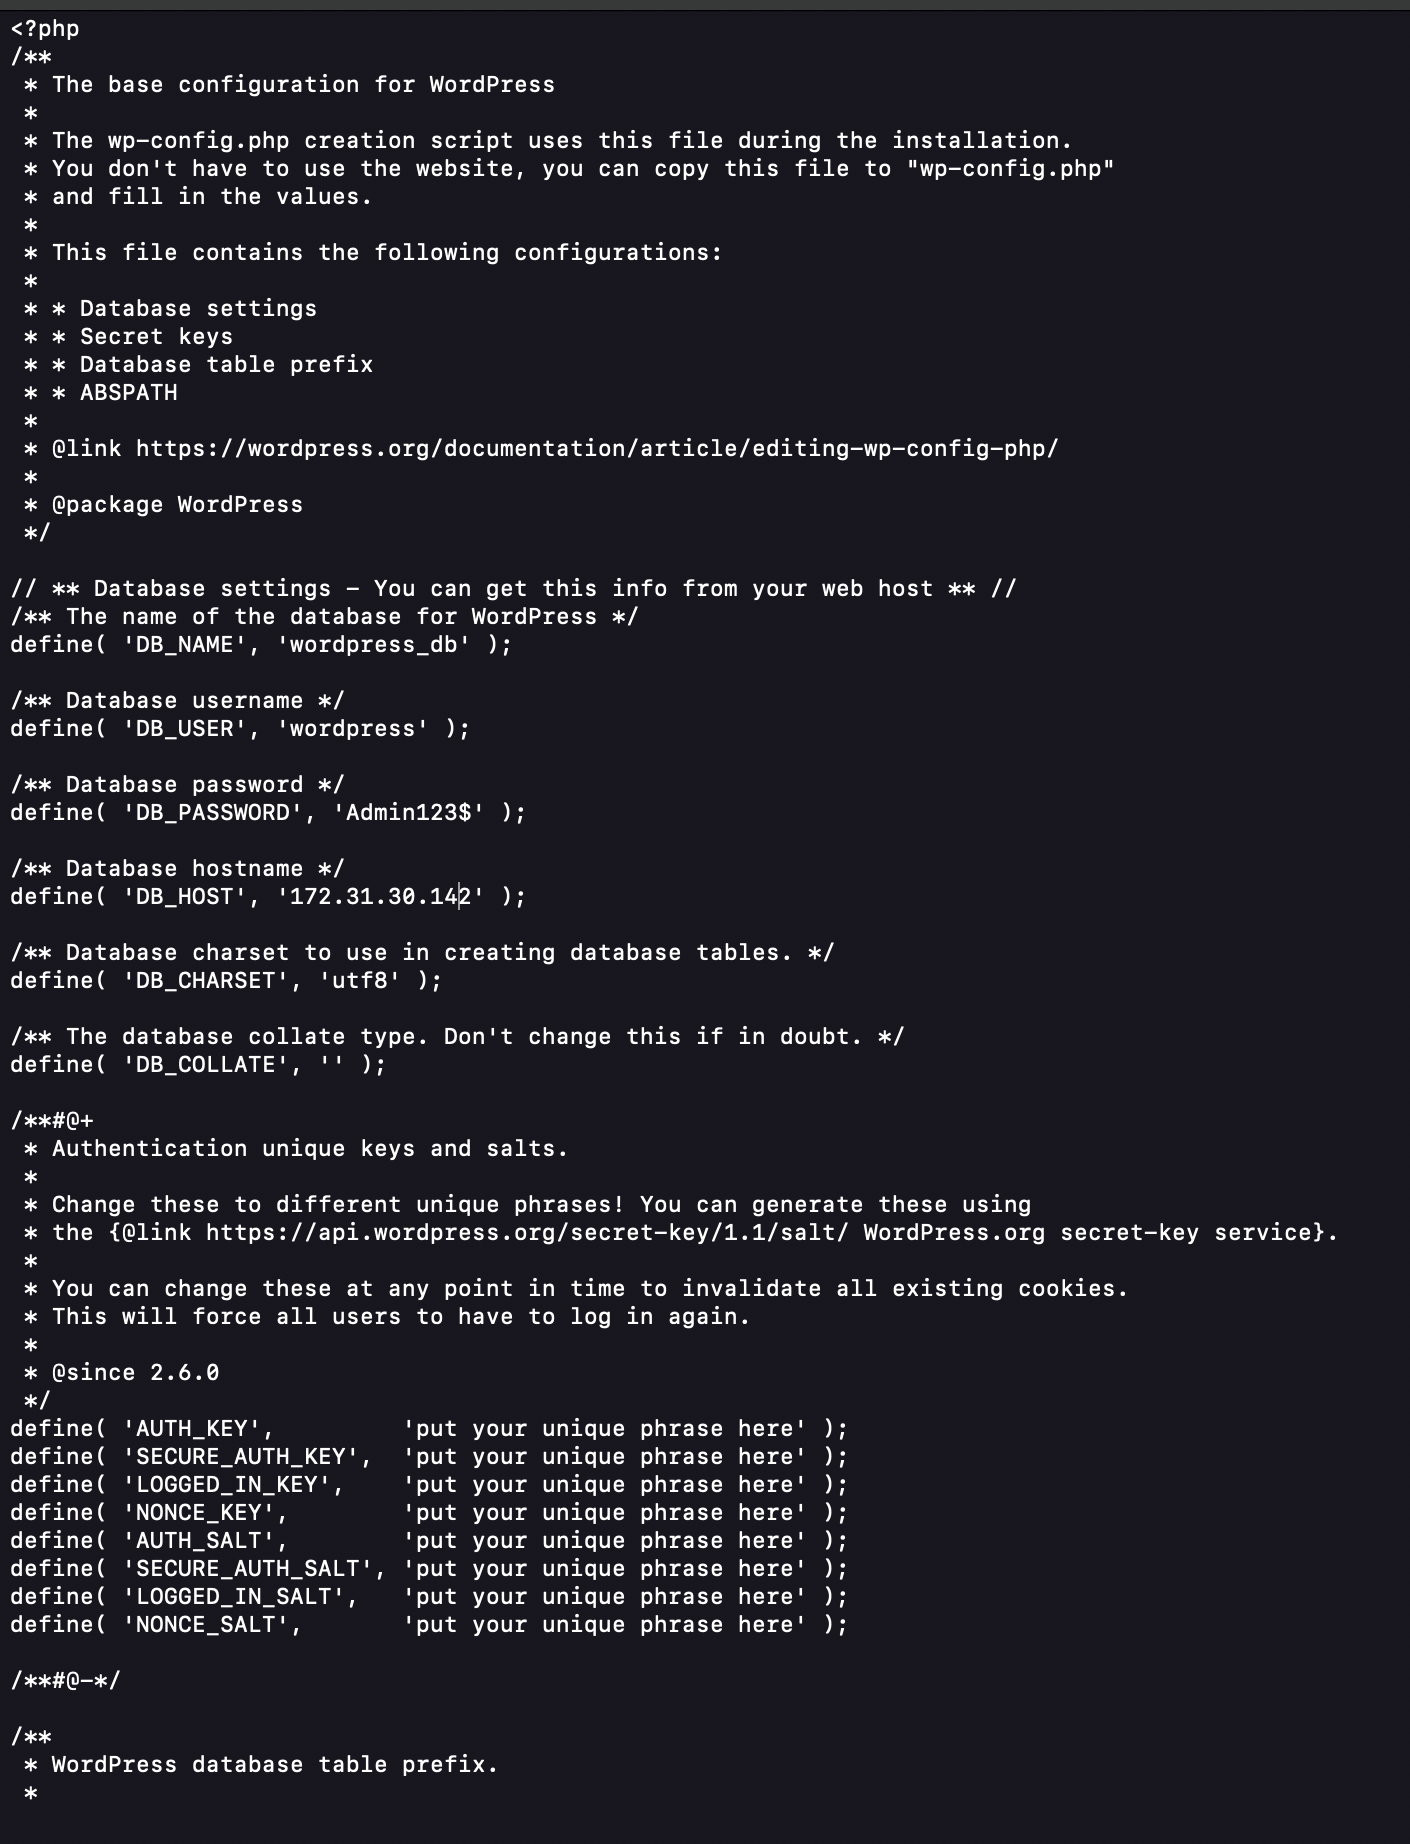 <?php
/**
 * The base configuration for WordPress
 *
 * The wp-config.php creation script uses this file during the installation.
 * You don't have to use the website, you can copy this file to "wp-config.php"
 * and fill in the values.
 *
 * This file contains the following configurations:
 *
 * * Database settings
 * * Secret keys
 * * Database table prefix
 * * ABSPATH
 *
 * @link https://wordpress.org/documentation/article/editing-wp-config-php/
 *
 * @package WordPress
 */

// ** Database settings - You can get this info from your web host ** //
/** The name of the database for WordPress */
define( 'DB_NAME', 'wordpress_db' );

/** Database username */
define( 'DB_USER', 'wordpress' );

/** Database password */
define( 'DB_PASSWORD', 'Admin123$' );

/** Database hostname */
define( 'DB_HOST', '172.31.30.142' );

/** Database charset to use in creating database tables. */
define( 'DB_CHARSET', 'utf8' );

/** The database collate type. Don't change this if in doubt. */
define( 'DB_COLLATE', '' );

/**#@+
 * Authentication unique keys and salts.
 *
 * Change these to different unique phrases! You can generate these using
 * the {@link https://api.wordpress.org/secret-key/1.1/salt/ WordPress.org secret-key service}.
 *
 * You can change these at any point in time to invalidate all existing cookies.
 * This will force all users to have to log in again.
 *
 * @since 2.6.0
 */
define( 'AUTH_KEY',         'put your unique phrase here' );
define( 'SECURE_AUTH_KEY',  'put your unique phrase here' );
define( 'LOGGED_IN_KEY',    'put your unique phrase here' );
define( 'NONCE_KEY',        'put your unique phrase here' );
define( 'AUTH_SALT',        'put your unique phrase here' );
define( 'SECURE_AUTH_SALT', 'put your unique phrase here' );
define( 'LOGGED_IN_SALT',   'put your unique phrase here' );
define( 'NONCE_SALT',       'put your unique phrase here' );

/**#@-*/

/**
 * WordPress database table prefix.
 *